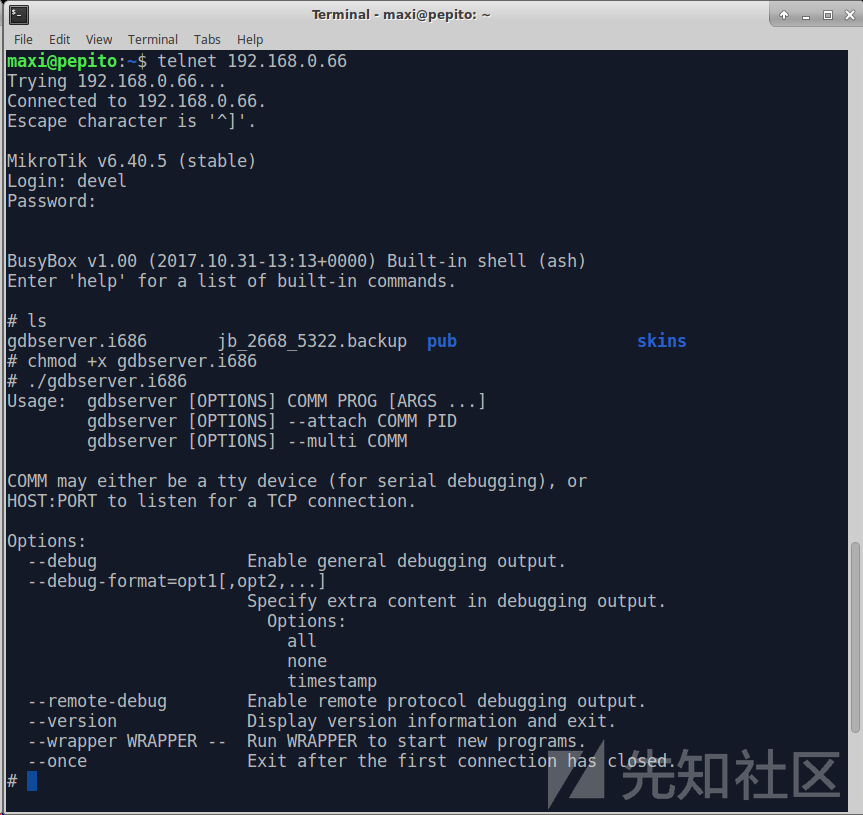 Terminal - maxi@pepito: ~
File Edit View Terminal Tabs Help
maxi@pepito:~$ telnet 192.168.0.66
Trying 192.168.0.66...
Connected to 192.168.0.66.
Escape character is '^]'.
MikroTik v6.40.5 (stable)
Login: devel
Password:
BusyBox v1.00 (2017.10.31-13:13+0000) Built-in shell (ash)
Enter 'help' for a list of built-in commands.
# ls
gdbserver.i686 jb_2668_5322.backup pub skins
# chmod +x gdbserver.i686
# ./gdbserver.i686
Usage: gdbserver [OPTIONS] COMM PROG [ARGS ...]
gdbserver [OPTIONS] --attach COMM PID
gdbserver [OPTIONS] --multi COMM
COMM may either be a tty device (for serial debugging), or
HOST:PORT to listen for a TCP connection.
Options:
--debug Enable general debugging output.
--debug-format=opt1[,opt2,...]
Specify extra content in debugging output.
Options:
all
none
timestamp
--remote-debug Enable remote protocol debugging output.
--version Display version information and exit.
--wrapper WRAPPER -- Run WRAPPER to start new programs.
--once Exit after the first connection has closed.
#
先知社区